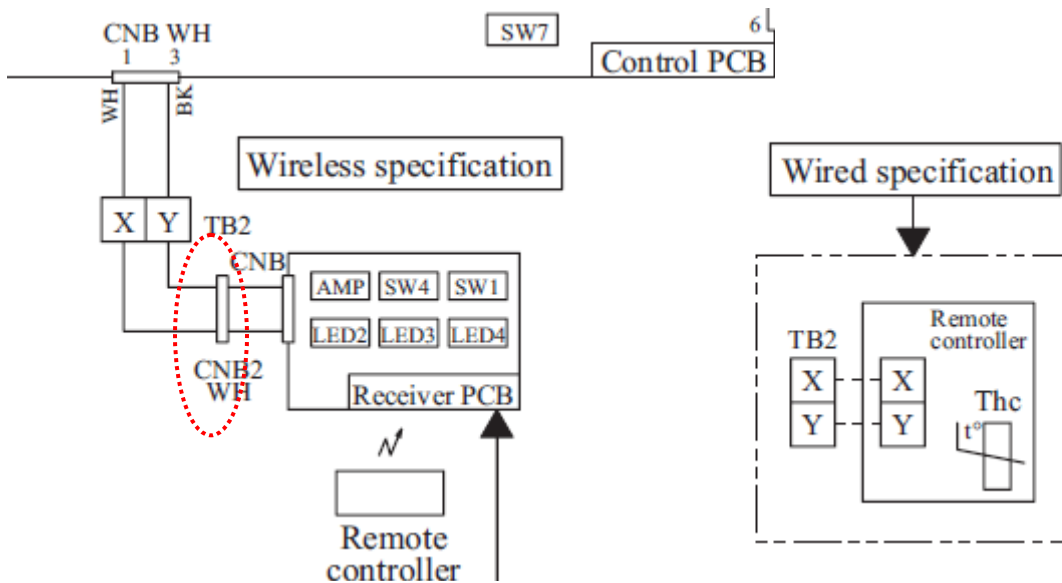 CNB WH
1 3
WH
BK
SW7
6
Control PCB
Wireless specification
Wired specification
X Y TB2
CNB
AMP SW4 SW1
LED2 LED3 LED4
CNB2
WH
Receiver PCB
Remote
controller
TB2
Remote
controller
X X
Y Y
Thc
t°